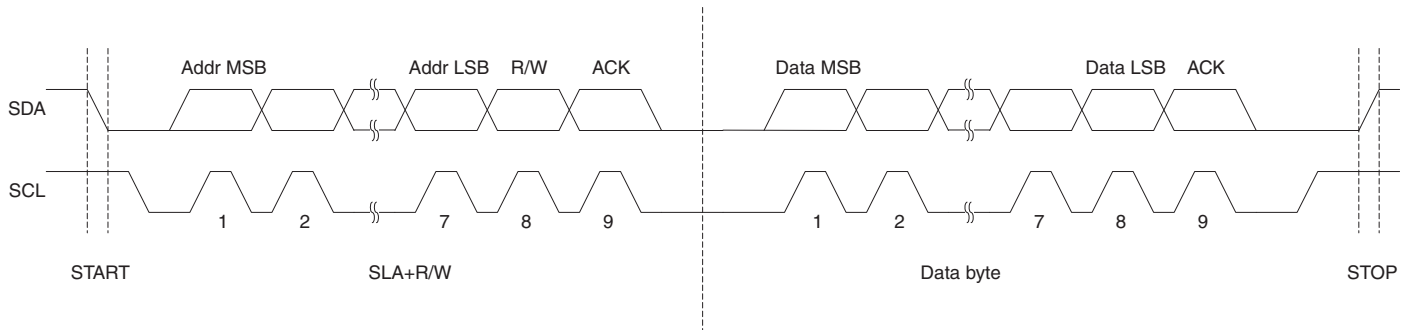 Addr MSB Addr LSB R/W ACK Data MSB Data LSB ACK
SDA
SCL
1 2 7 8 9 1 2 7 8 9
START SLA+R/W Data byte STOP